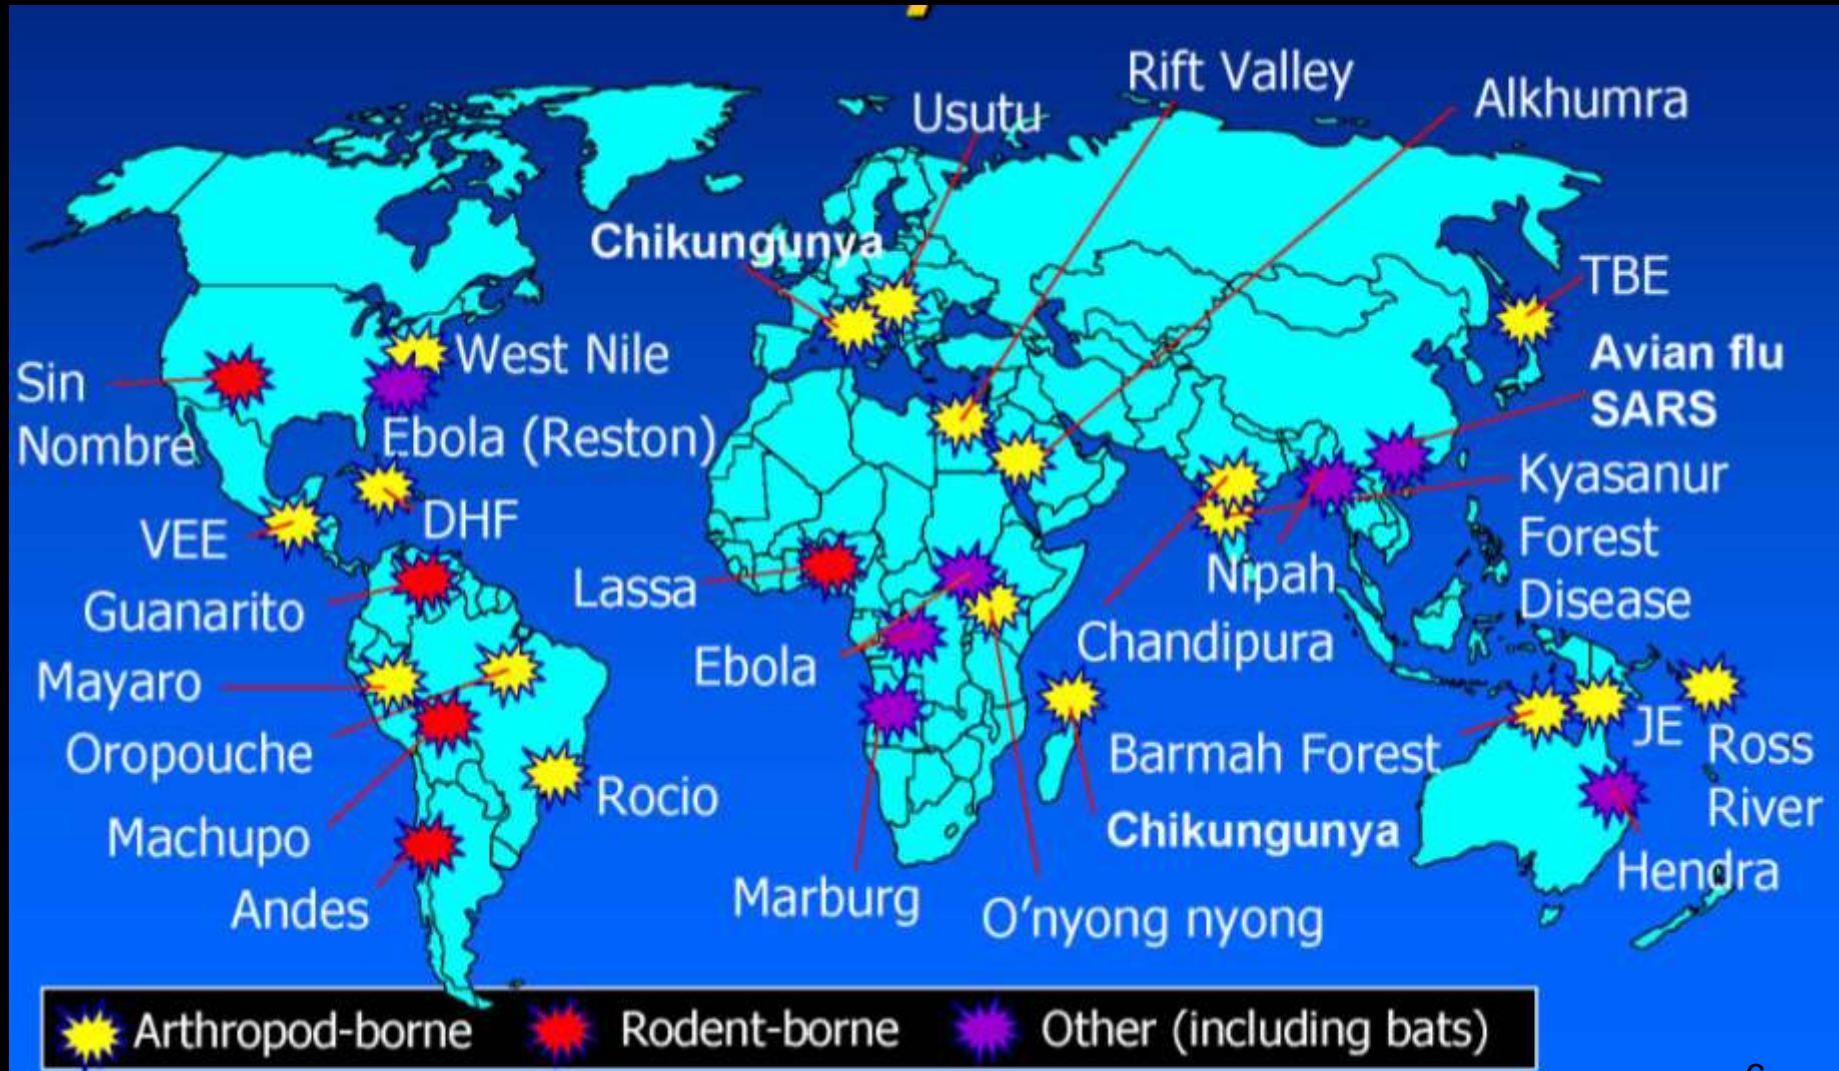 Rift Valley
Alkhumra
Usutu
Chikungunya
TBE
West Nile
Avian flu
SARS
Sin
Nombre
Ebola (Reston)
Kyasanur
Forest
Disease
DHF
VEE
Lassa
Nipah
Guanarito
Chandipura
Ebola
Mayaro
Oropouche
Barmah Forest
JE
Ross
River
Rocio
Machupo
Chikungunya
Hendra
Andes
Marburg
O'nyong nyong
Arthropod-borne
Rodent-borne
Other (including bats)